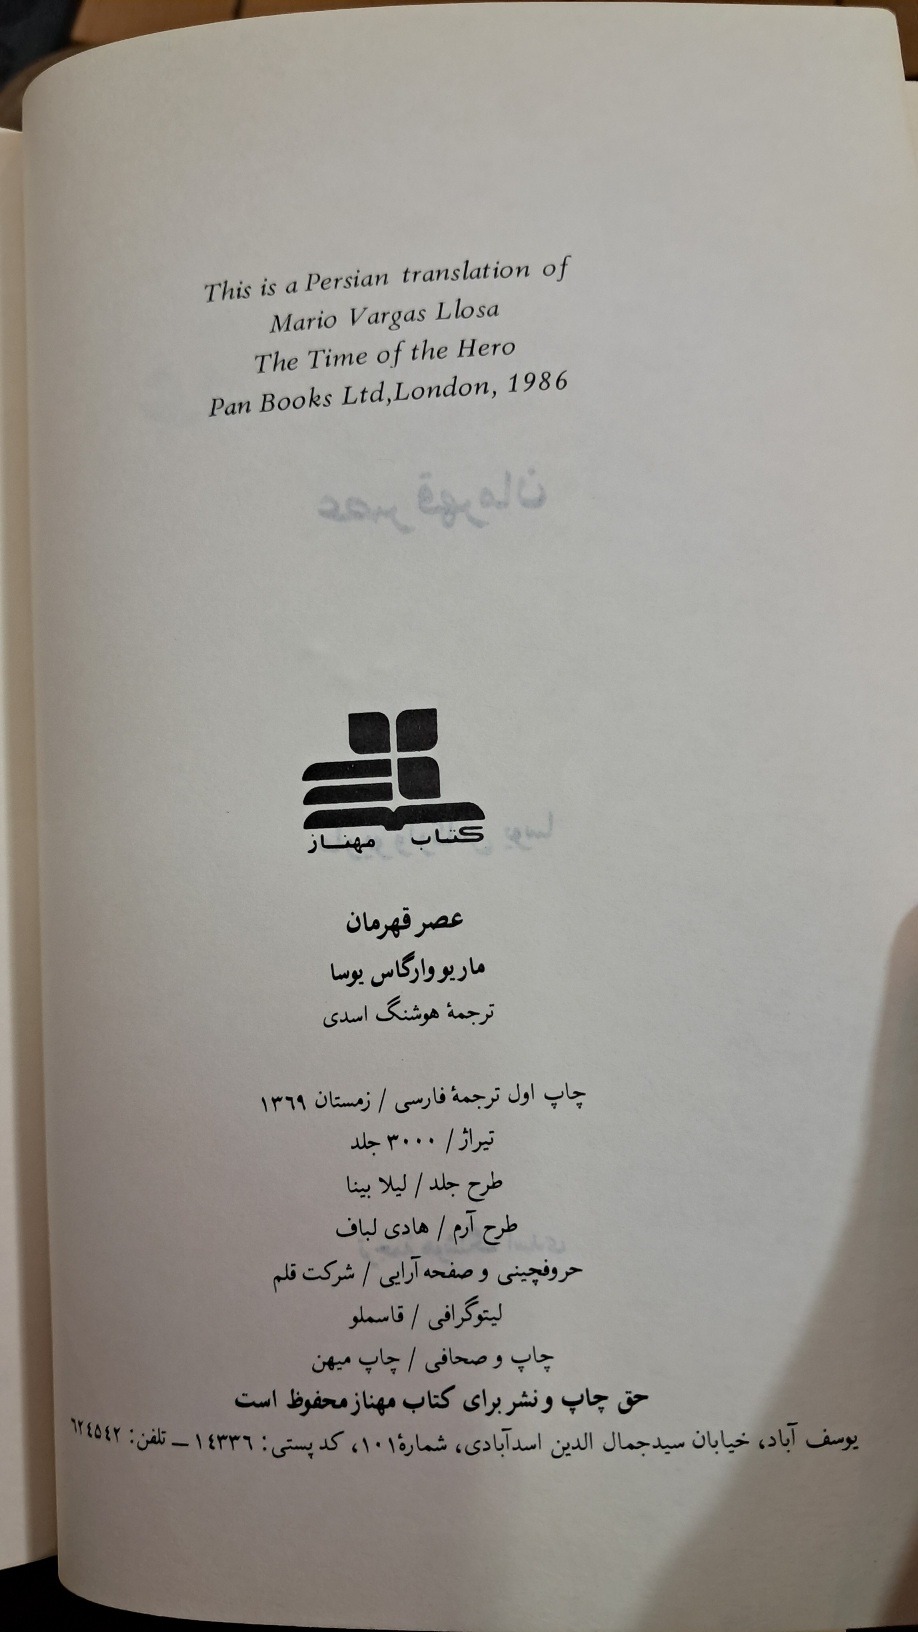 This is a Persian translation of
Mario Vargas Llosa
The Time of the Hero
Pan Books Ltd,London, 1986
عصر قهرمان
کتاب مهناز
عصر قهرمان
ماریو وارگاس یوسا
ترجمهٔ هوشنگ اسدی
چاپ اول ترجمهٔ فارسی / زمستان ۱۳۶۹
تیراژ / ۳۰۰۰ جلد
طرح جلد / لیلا بینا
طرح آرم / هادی لباف
حروفچینی و صفحه آرایی / شرکت قلم
لیتوگرافی / قاسملو
چاپ و صحافی / چاپ میهن
حق چاپ و نشر برای کتاب مهناز محفوظ است
یوسف آباد، خیابان سیدجمال الدین اسدآبادی، شمارهٔ ۱۰۱، کد پستی: ۱۴۳۳۶ — تلفن: ۶۲۴۵۴۲